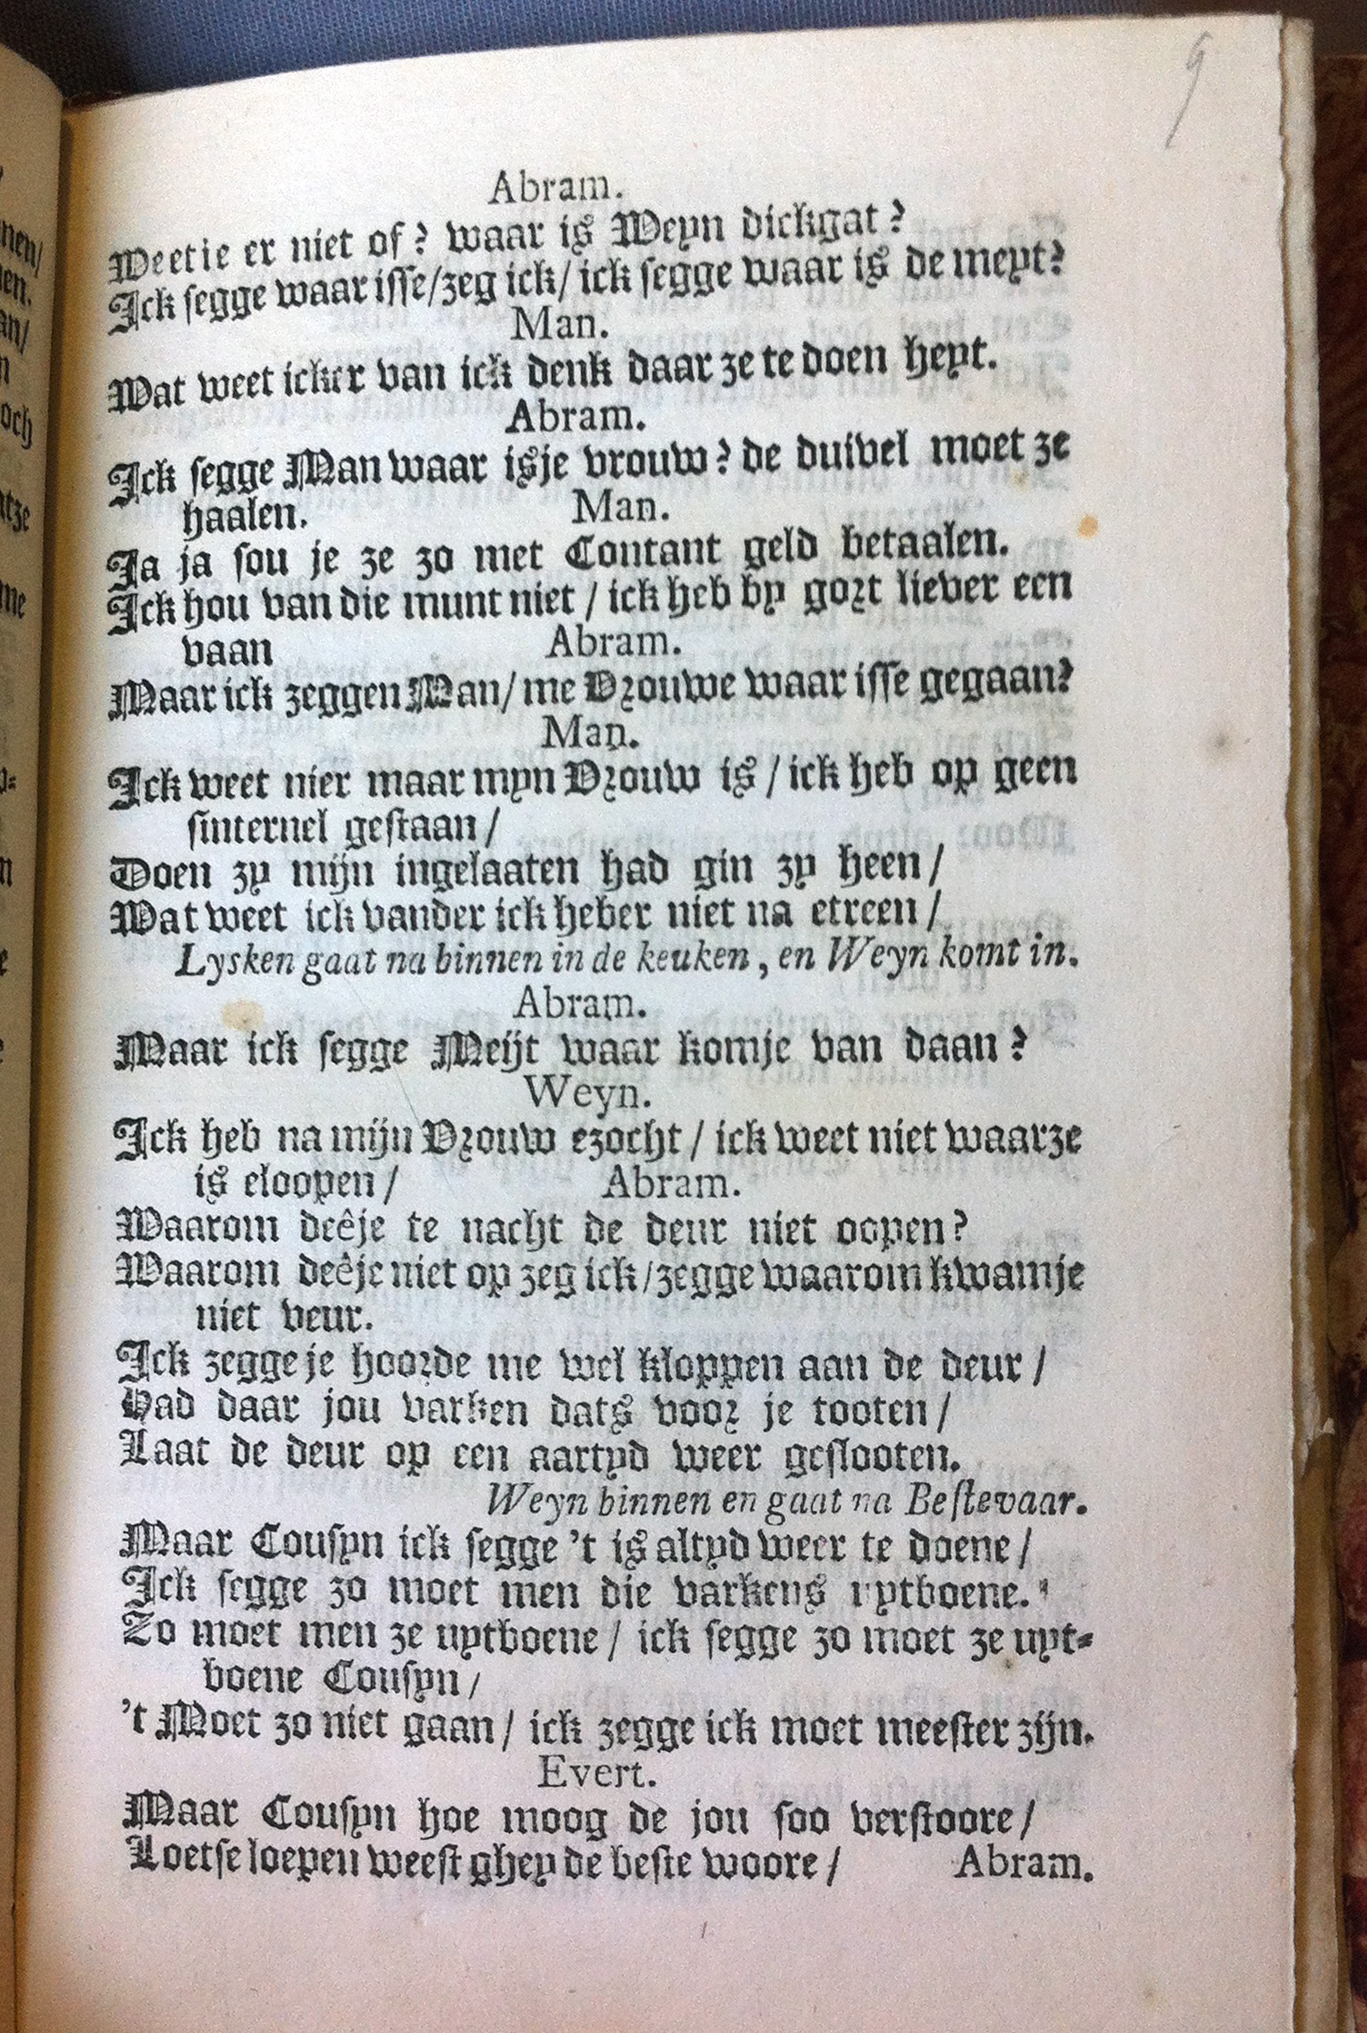 9
Abram.
Weetje er niet of? waar is Weyn dickgat?
Ick segge waar isse/zeg ick/ ick segge waar is de meyt?
Man.
Wat weet icker van ick denk daar ze te doen heyt.
Abram.
Ick segge Man waar isje vrouw? de duivel moet ze
haalen. Man.
Ja ja sou je ze zo met Contant geld betaalen.
Ick hou van die munt niet / ick heb by gort liever een
vaan Abram.
Maar ick zeggen Man/ me Vrouwe waar isse gegaan?
Man.
Ick weet nier maar myn Vrouw is / ick heb op geen
sinternel gestaan /
Doen zy mijn ingelaaten had gin zy heen /
Wat weet ick vander ick heber niet na etreen /
Lysken gaat na binnen in de keuken, en Weyn komt in.
Abram.
Maar ick segge Meijt waar komje van daan?
Weyn.
Ick heb na mijn Vrouw ezocht / ick weet niet waarze
is eloopen / Abram.
Waarom deêje te nacht de deur niet oopen?
Waarom deêje niet op zeg ick/zegge waarom kwamje
niet veur.
Ick zegge je hoorde me wel kloppen aan de deur /
Had daar jou varken dats voor je tooten /
Laat de deur op een aartyd weer geslooten.
Weyn binnen en gaat na Bestevaar.
Maar Cousyn ick segge 't is altyd weer te doene /
Ick segge zo moet men die varkens uytboene.
Zo moet men ze uytboene / ick segge zo moet ze uyt-
boene Cousyn /
't Moet zo niet gaan / ick zegge ick moet meester zijn.
Evert.
Maar Cousyn hoe moog de jou soo verstoore /
Loetse loepen weest ghey de beste woore / Abram.